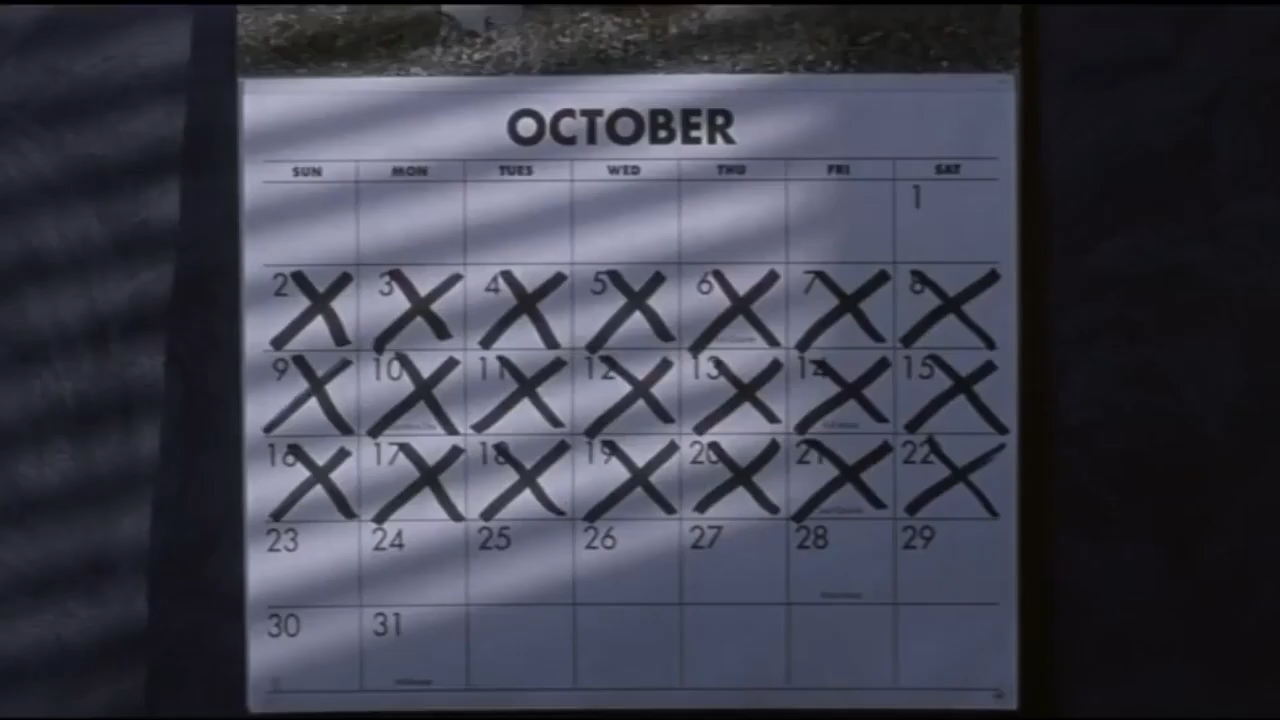 OCTOBER
SUN MON TUES WED THU FRI SAT
1
2 3 4 5 6 7 8
9 10 11 12 13 14 15
16 17 18 19 20 21 22
23 24 25 26 27 28 29
30 31